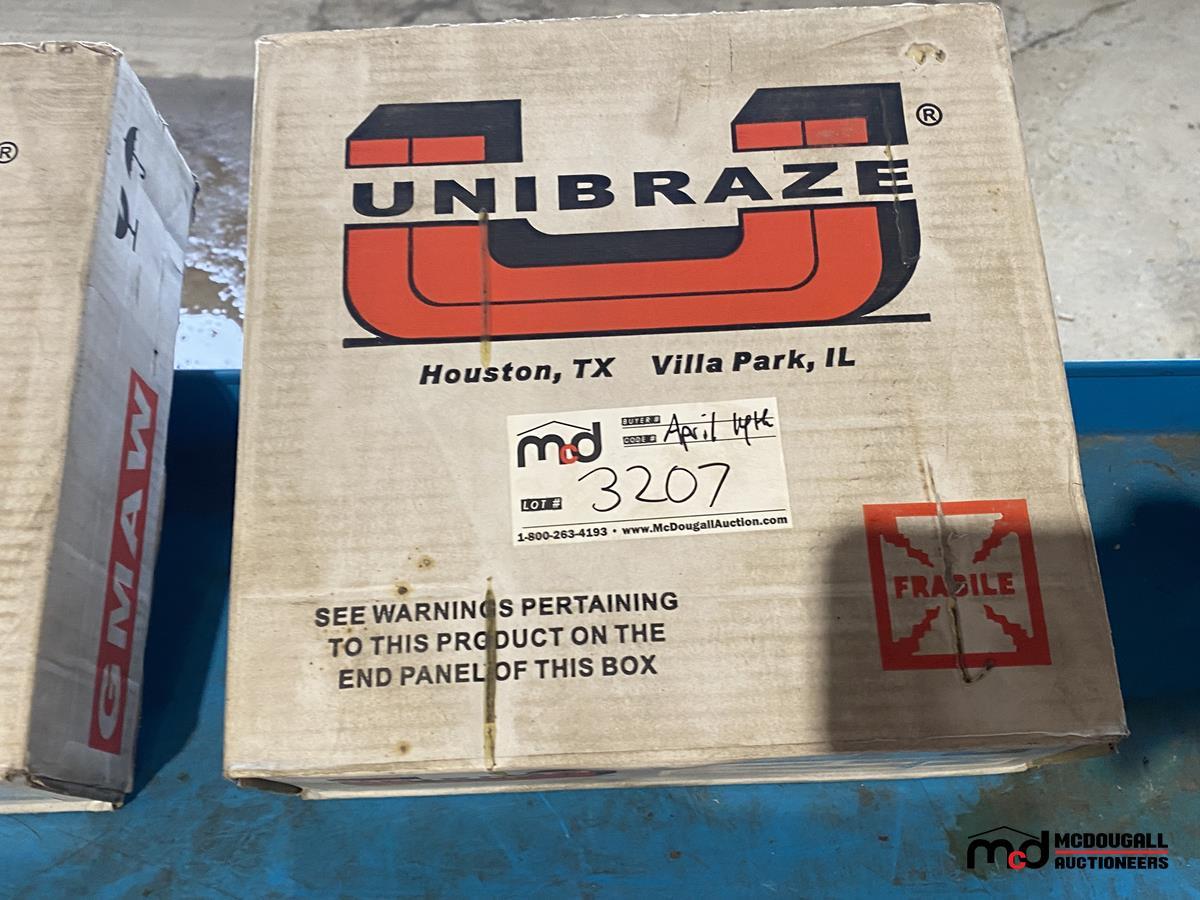 ®
UNIBRAZE
®
Houston, TX Villa Park, IL
mcd
BUYER #
CODE # April
LOT # 3207
1-800-263-4193 • www.McDougallAuction.com
FRAGILE
SEE WARNINGS PERTAINING
TO THIS PRODUCT ON THE
END PANEL OF THIS BOX
GMAW
mcd MCDOUGALL
AUCTIONEERS